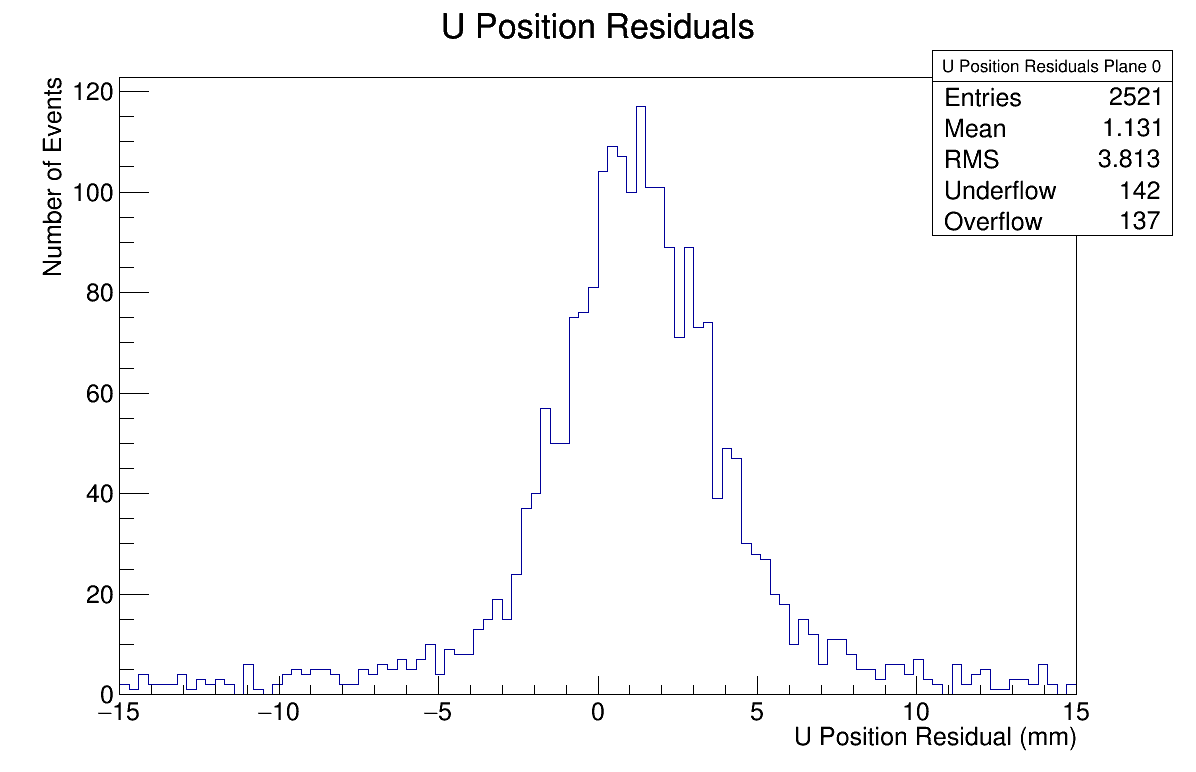 U Position Residuals
U Position Residuals Plane 0
Entries 2521
Mean 1.131
RMS 3.813
Underflow 142
Overflow 137
Number of Events
120
100
80
60
40
20
0
−15 −10 −5 0 5 10 15
U Position Residual (mm)